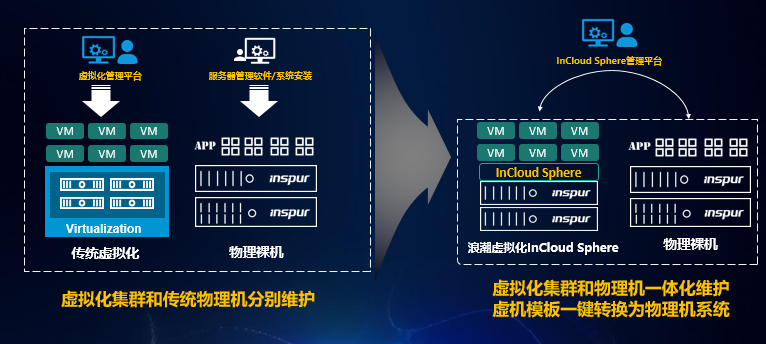 虚拟化管理平台
服务器管理软件/系统安装
VM VM VM
VM VM VM
Virtualization
传统虚拟化
APP
inspur
inspur
物理裸机
虚拟化集群和传统物理机分别维护
InCloud Sphere管理平台
VM VM VM
VM VM VM
InCloud Sphere
inspur
inspur
浪潮虚拟化InCloud Sphere
APP
inspur
inspur
物理裸机
虚拟化集群和物理机一体化维护
虚机模板一键转换为物理机系统